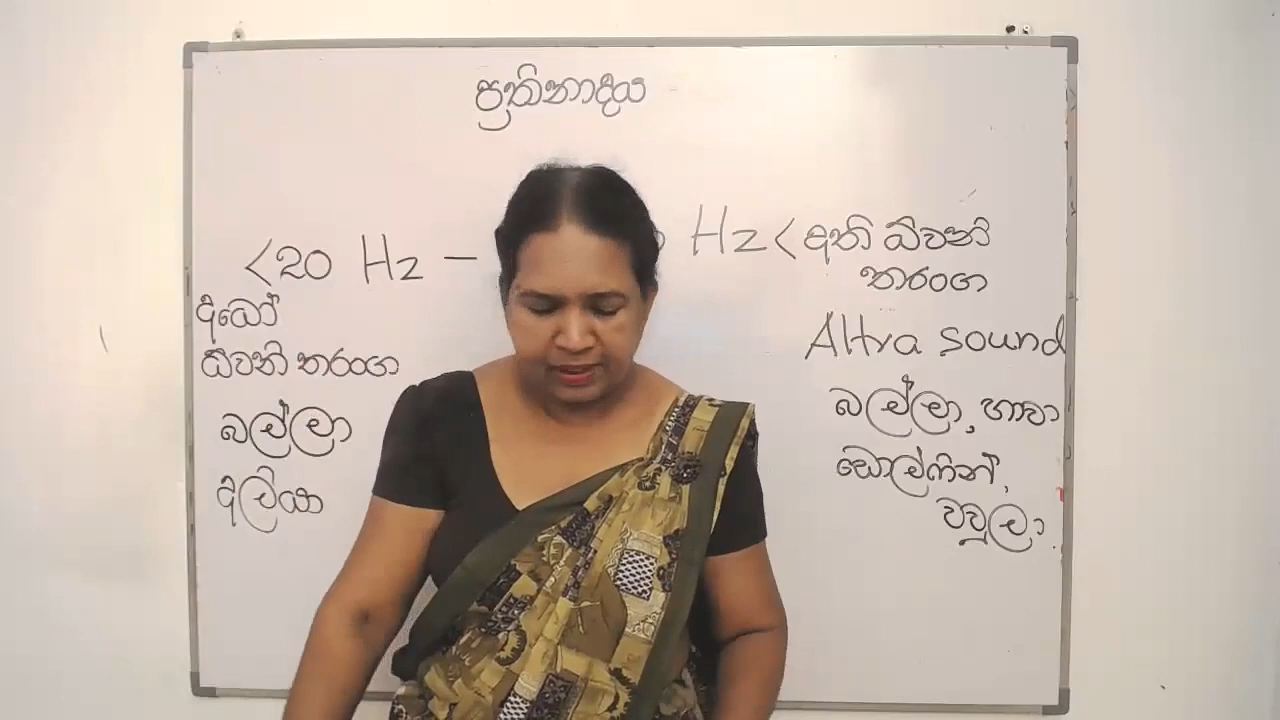 ප්‍රතිනාදය
<20 Hz – Hz < අති ධ්වනි
තරංග
අධෝ
ධ්වනි තරංග
බල්ලා
අලියා
Altra sound
බල්ලා, හාවා
ඩොල්ෆින්,
වවුලා